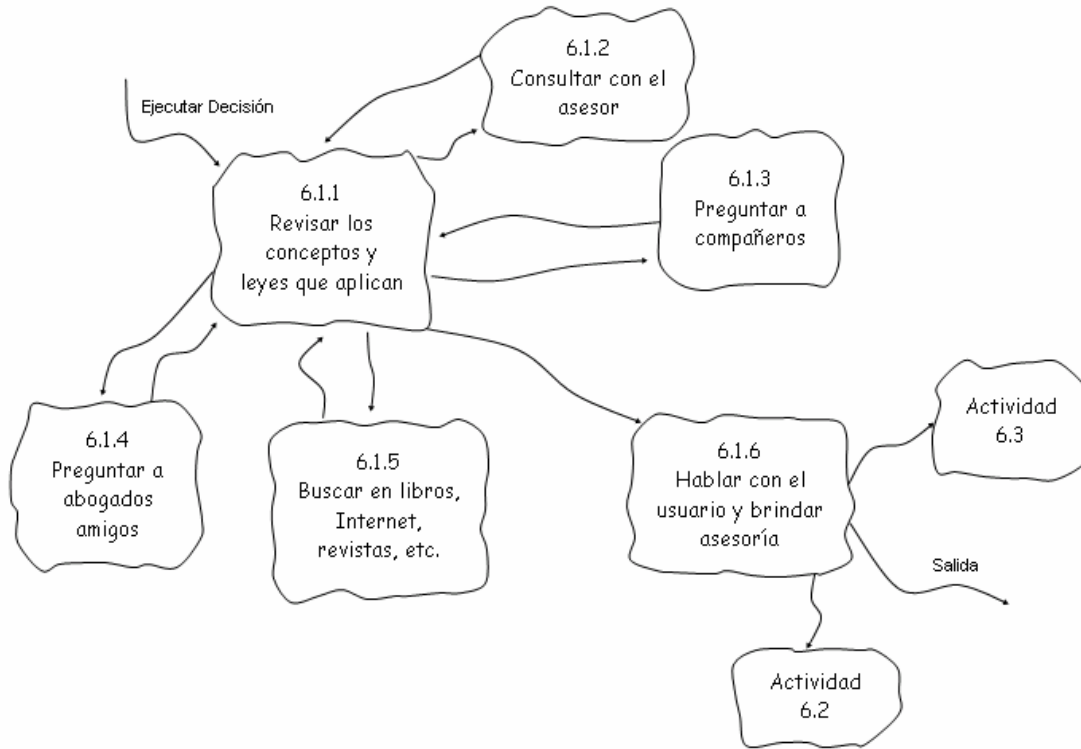 6.1.2
Consultar con el
asesor
Ejecutar Decisión
6.1.1
Revisar los
conceptos y
leyes que aplican
6.1.3
Preguntar a
compañeros
6.1.4
Preguntar a
abogados
amigos
6.1.5
Buscar en libros,
Internet,
revistas, etc.
6.1.6
Hablar con el
usuario y brindar
asesoría
Actividad
6.3
Salida
Actividad
6.2